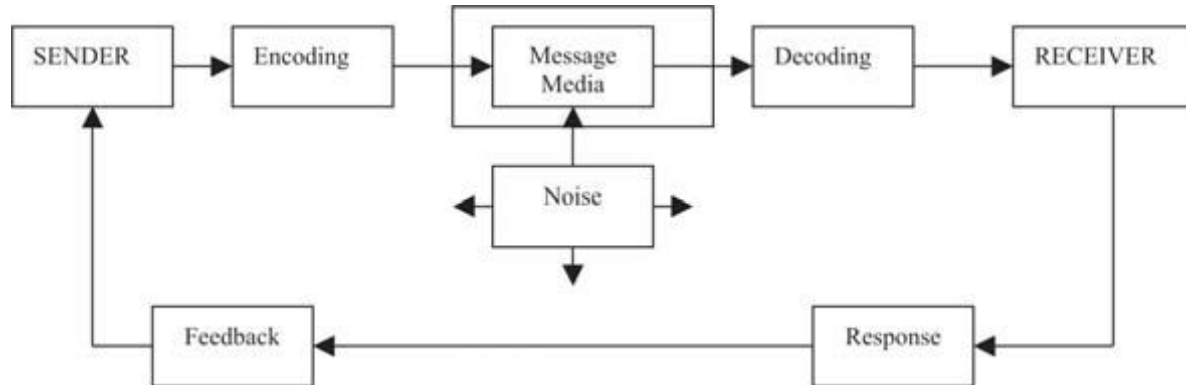 SENDER
Encoding
Message
Media
Decoding
RECEIVER
Noise
Feedback
Response